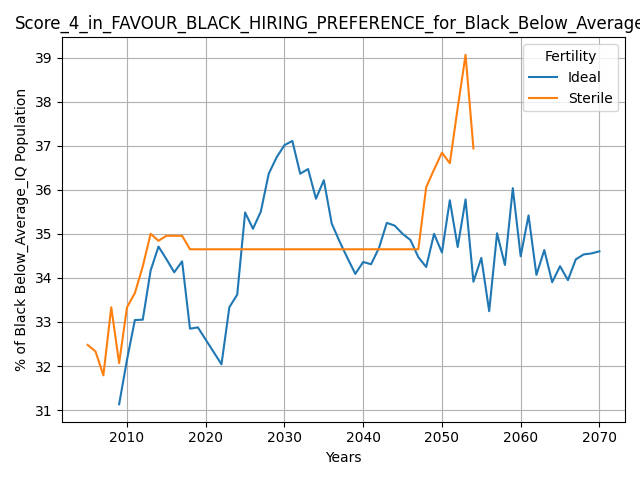 Score_4_in_FAVOUR_BLACK_HIRING_PREFERENCE_for_Black_Below_Average
Fertility
Ideal
Sterile
% of Black Below_Average_IQ Population
39
38
37
36
35
34
33
32
31
2010 2020 2030 2040 2050 2060 2070
Years